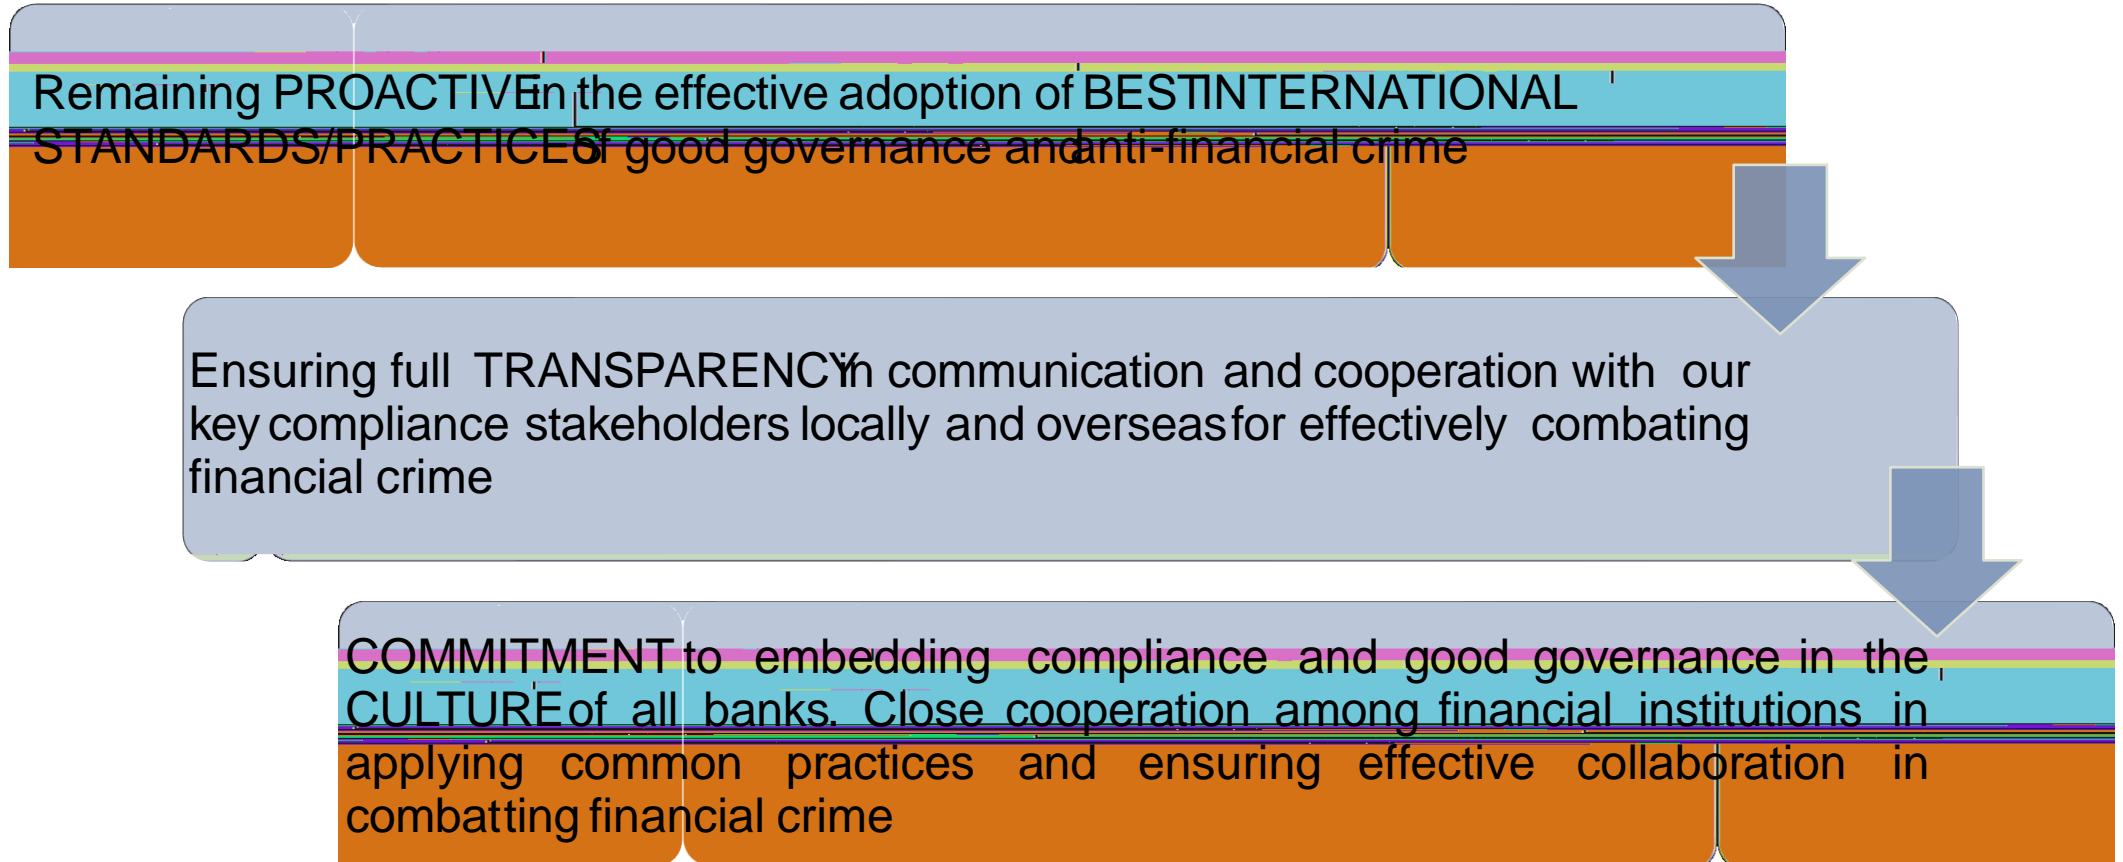 Remaining PROACTIVE in the effective adoption of BEST INTERNATIONAL
STANDARDS/PRACTICES of good governance and anti-financial crime
Ensuring full TRANSPARENCY in communication and cooperation with our
key compliance stakeholders locally and overseas for effectively combating
financial crime
COMMITMENT to embedding compliance and good governance in the
CULTURE of all banks. Close cooperation among financial institutions in
applying common practices and ensuring effective collaboration in
combatting financial crime